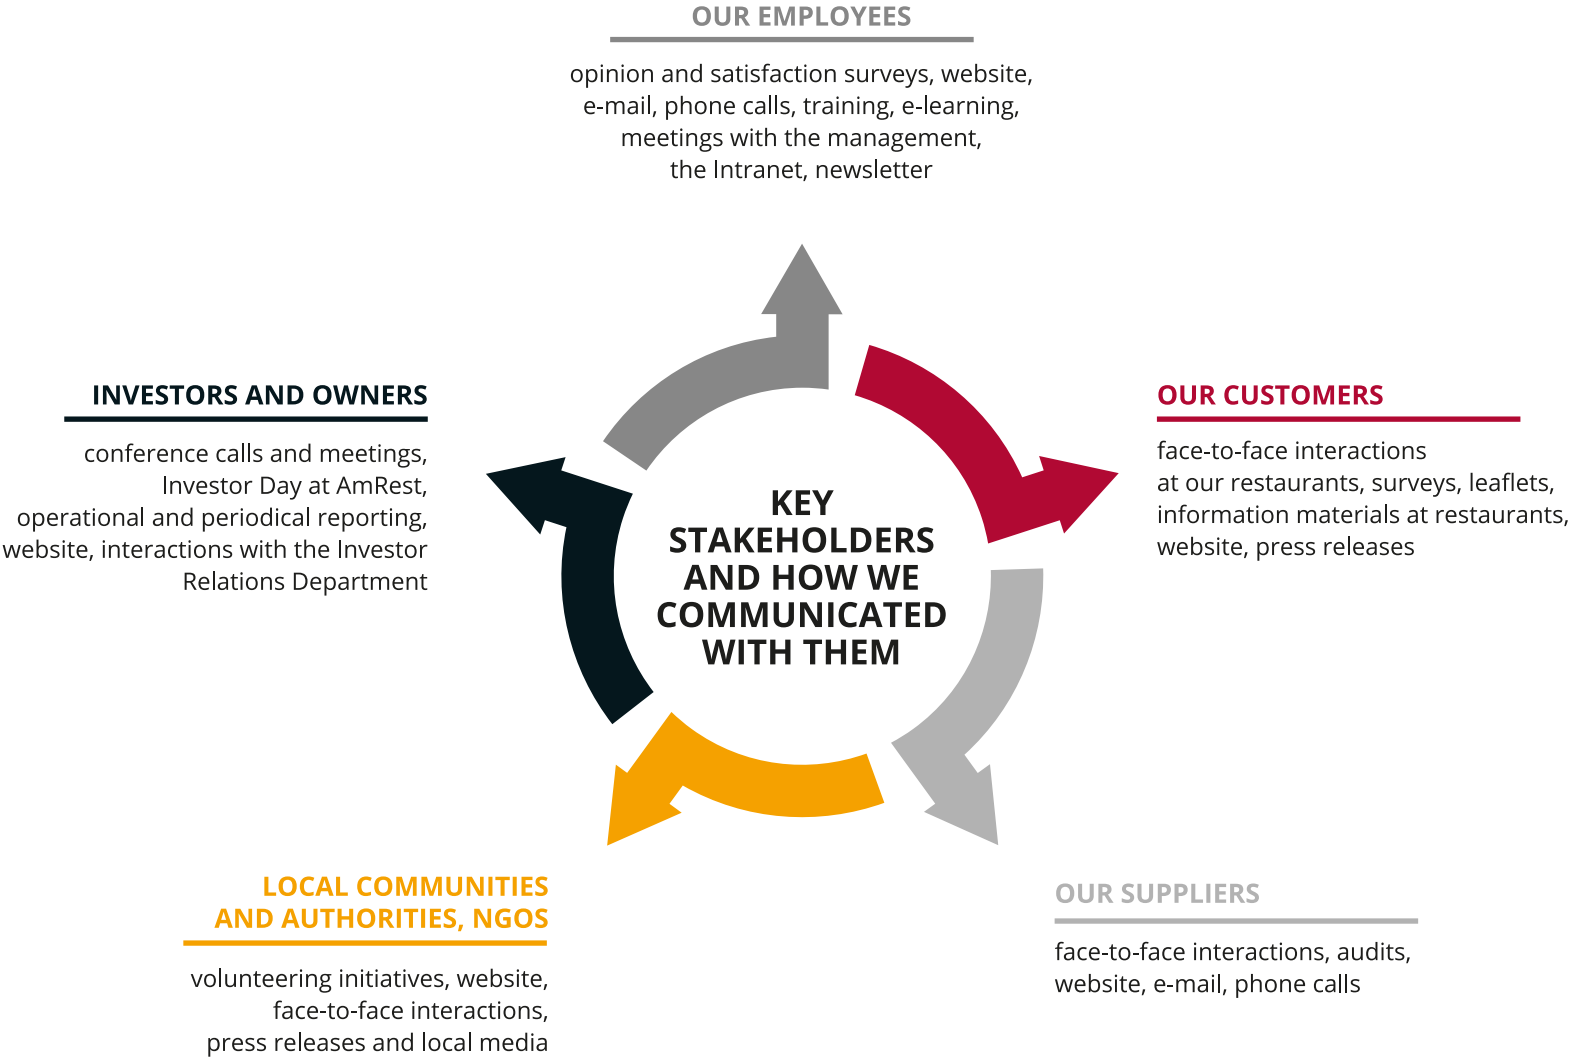 OUR EMPLOYEES
opinion and satisfaction surveys, website,
e-mail, phone calls, training, e-learning,
meetings with the management,
the Intranet, newsletter
INVESTORS AND OWNERS
conference calls and meetings,
Investor Day at AmRest,
operational and periodical reporting,
website, interactions with the Investor
Relations Department
KEY
STAKEHOLDERS
AND HOW WE
COMMUNICATED
WITH THEM
OUR CUSTOMERS
face-to-face interactions
at our restaurants, surveys, leaflets,
information materials at restaurants,
website, press releases
LOCAL COMMUNITIES
AND AUTHORITIES, NGOS
volunteering initiatives, website,
face-to-face interactions,
press releases and local media
OUR SUPPLIERS
face-to-face interactions, audits,
website, e-mail, phone calls